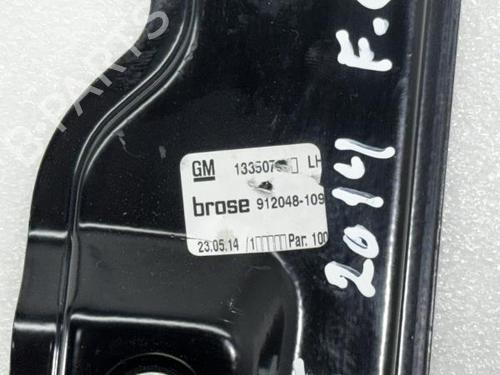 GM LH
brose 912048-109
23.05.14 Par. 100
2014 F.